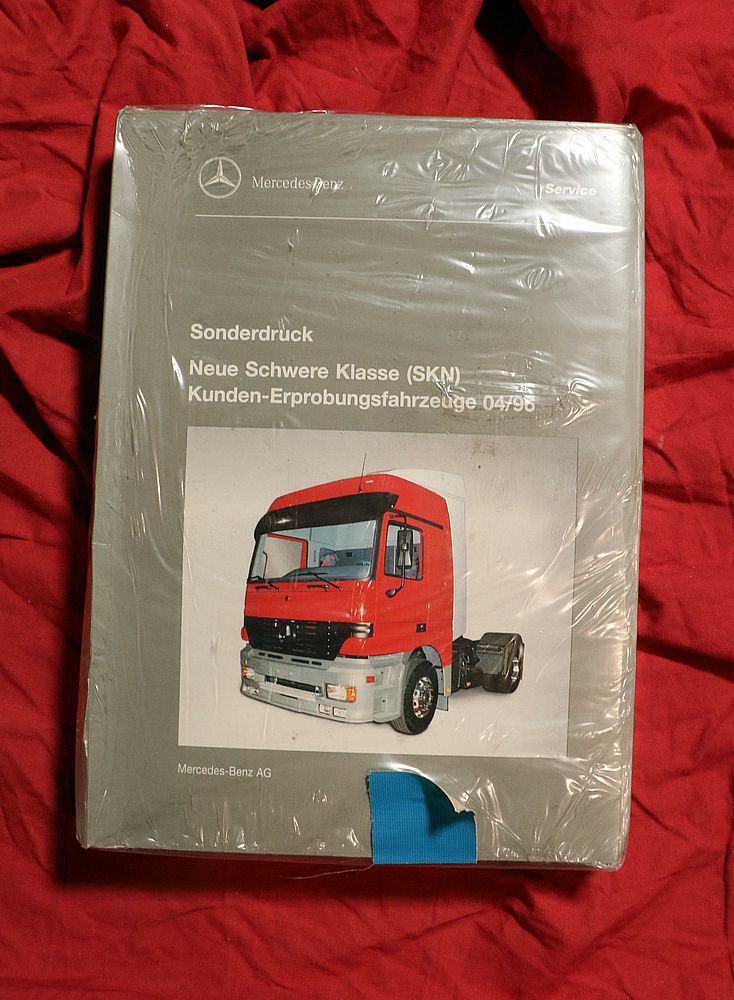 Mercedes-Benz
Service
Sonderdruck
Neue Schwere Klasse (SKN)
Kunden-Erprobungsfahrzeuge 04/96
Mercedes-Benz AG